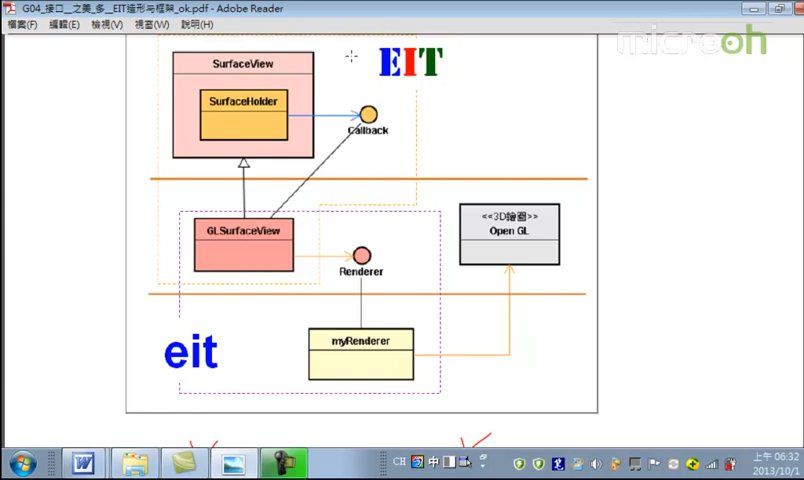 G04_接口__之美_多__EIT造形与框架_ok.pdf - Adobe Reader
檔案(F) 編輯(E) 檢視(V) 視窗(W) 說明(H)
microoh
EIT
SurfaceView
SurfaceHolder
Callback
GLSurfaceView
Renderer
<<3D繪圖>>
Open GL
eit
myRenderer
CH 中
上午 06:32
2013/10/1